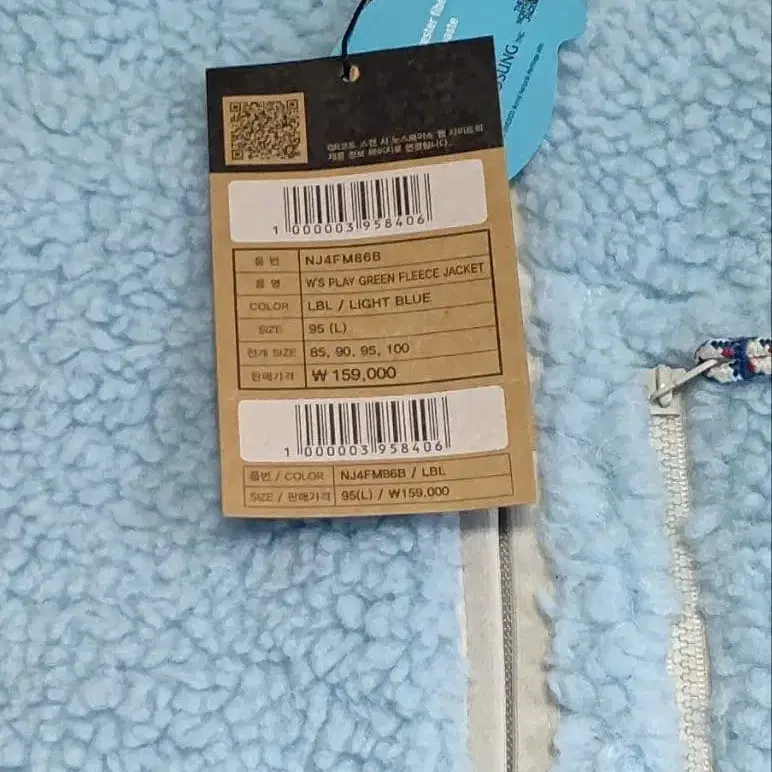 QR코드 스캔 시 노스페이스 웹 사이트의
제품 정보 페이지로 연결됩니다.
1 000003 958406
품 번 NJ4FM86B
품 명 W'S PLAY GREEN FLEECE JACKET
COLOR LBL / LIGHT BLUE
SIZE 95 (L)
전개 SIZE 85, 90, 95, 100
판매가격 ₩ 159,000
1 000003 958406
품번 / COLOR NJ4FM86B / LBL
SIZE / 판매가격 95(L) / ₩159,000